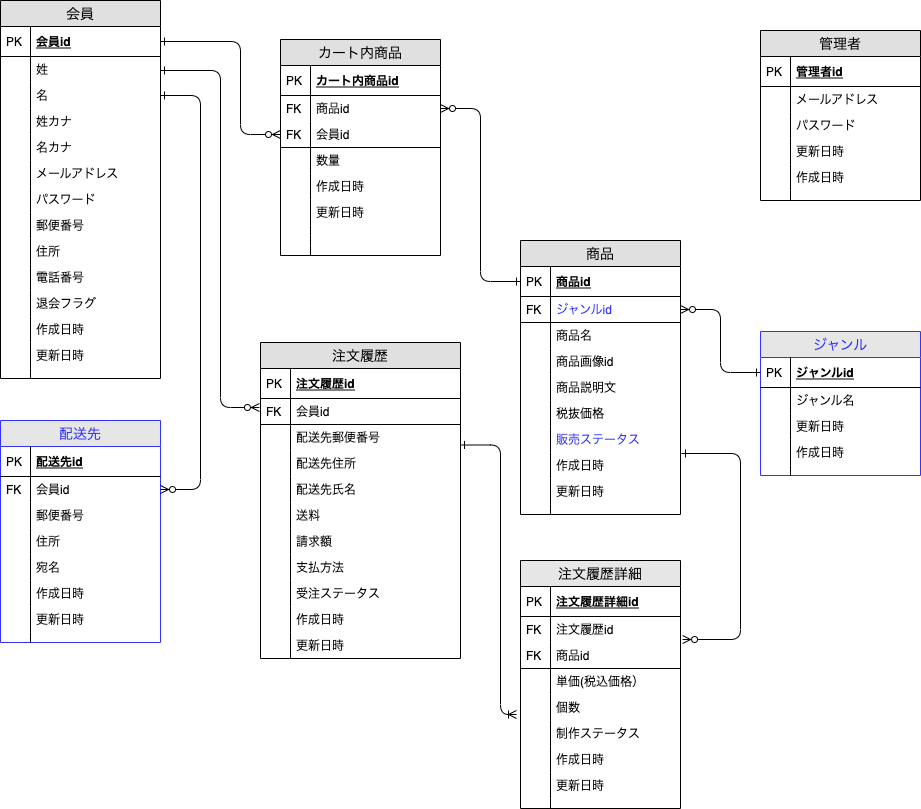 会員
PK 会員id
姓
名
姓カナ
名カナ
メールアドレス
パスワード
郵便番号
住所
電話番号
退会フラグ
作成日時
更新日時
カート内商品
PK カート内商品id
FK 商品id
FK 会員id
数量
作成日時
更新日時
管理者
PK 管理者id
メールアドレス
パスワード
更新日時
作成日時
商品
PK 商品id
FK ジャンルid
商品名
商品画像id
商品説明文
税抜価格
販売ステータス
作成日時
更新日時
ジャンル
PK ジャンルid
ジャンル名
更新日時
作成日時
注文履歴
PK 注文履歴id
FK 会員id
配送先郵便番号
配送先住所
配送先氏名
送料
請求額
支払方法
受注ステータス
作成日時
更新日時
配送先
PK 配送先id
FK 会員id
郵便番号
住所
宛名
作成日時
更新日時
注文履歴詳細
PK 注文履歴詳細id
FK 注文履歴id
FK 商品id
単価(税込価格）
個数
制作ステータス
作成日時
更新日時